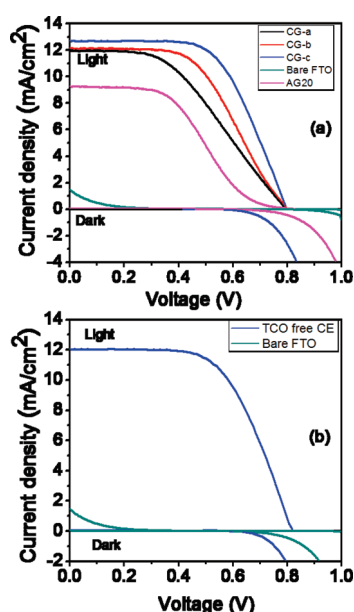 14
12
10
8
6
4
2
0
-2
-4
0.0 0.2 0.4 0.6 0.8 1.0
Current density (mA/cm²)
Voltage (V)
Light
Dark
(a)
CG-a
CG-b
CG-c
Bare FTO
AG20
14
12
10
8
6
4
2
0
-2
0.0 0.2 0.4 0.6 0.8 1.0
Current density (mA/cm²)
Voltage (V)
Light
Dark
(b)
TCO free CE
Bare FTO